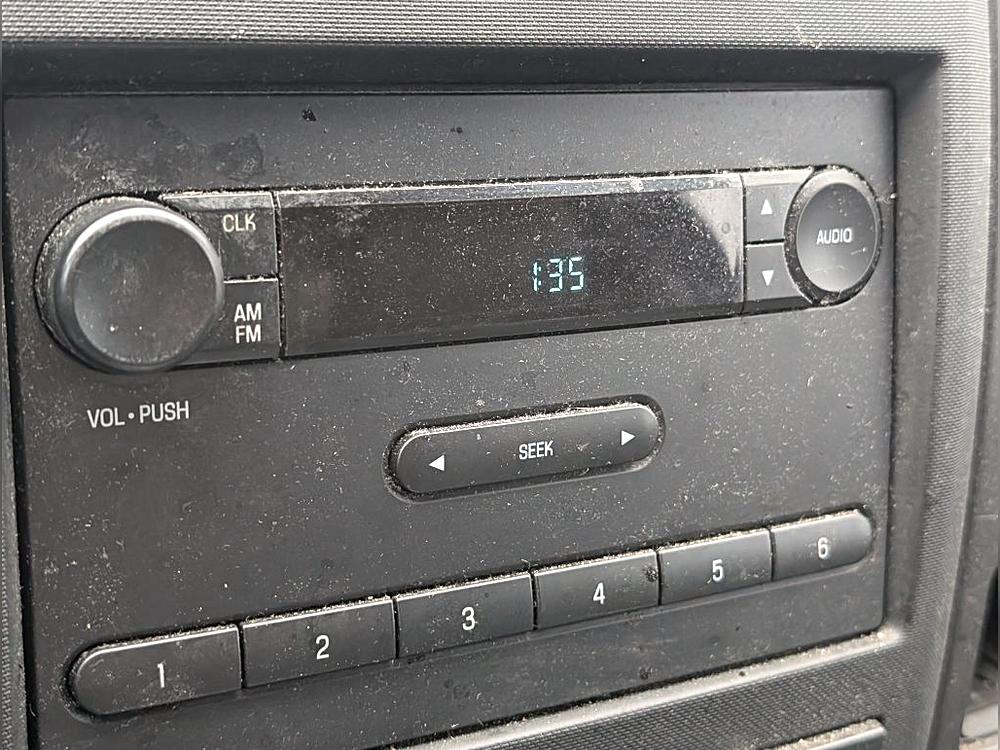 CLK
1:35
▲
AUDIO
AM
FM
▼
VOL • PUSH
◀ SEEK ▶
1 2 3 4 5 6